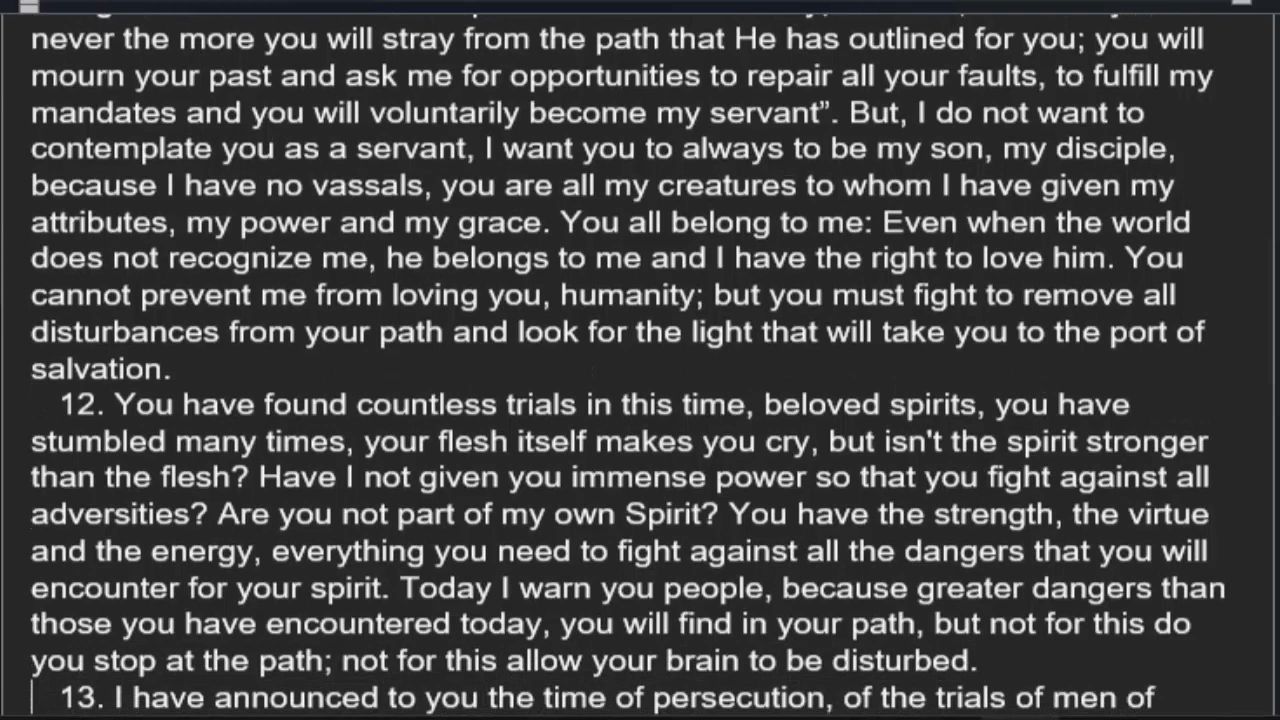 never the more you will stray from the path that He has outlined for you; you will
mourn your past and ask me for opportunities to repair all your faults, to fulfill my
mandates and you will voluntarily become my servant”. But, I do not want to
contemplate you as a servant, I want you to always to be my son, my disciple,
because I have no vassals, you are all my creatures to whom I have given my
attributes, my power and my grace. You all belong to me: Even when the world
does not recognize me, he belongs to me and I have the right to love him. You
cannot prevent me from loving you, humanity; but you must fight to remove all
disturbances from your path and look for the light that will take you to the port of
salvation.
12. You have found countless trials in this time, beloved spirits, you have
stumbled many times, your flesh itself makes you cry, but isn't the spirit stronger
than the flesh? Have I not given you immense power so that you fight against all
adversities? Are you not part of my own Spirit? You have the strength, the virtue
and the energy, everything you need to fight against all the dangers that you will
encounter for your spirit. Today I warn you people, because greater dangers than
those you have encountered today, you will find in your path, but not for this do
you stop at the path; not for this allow your brain to be disturbed.
13. I have announced to you the time of persecution, of the trials of men of